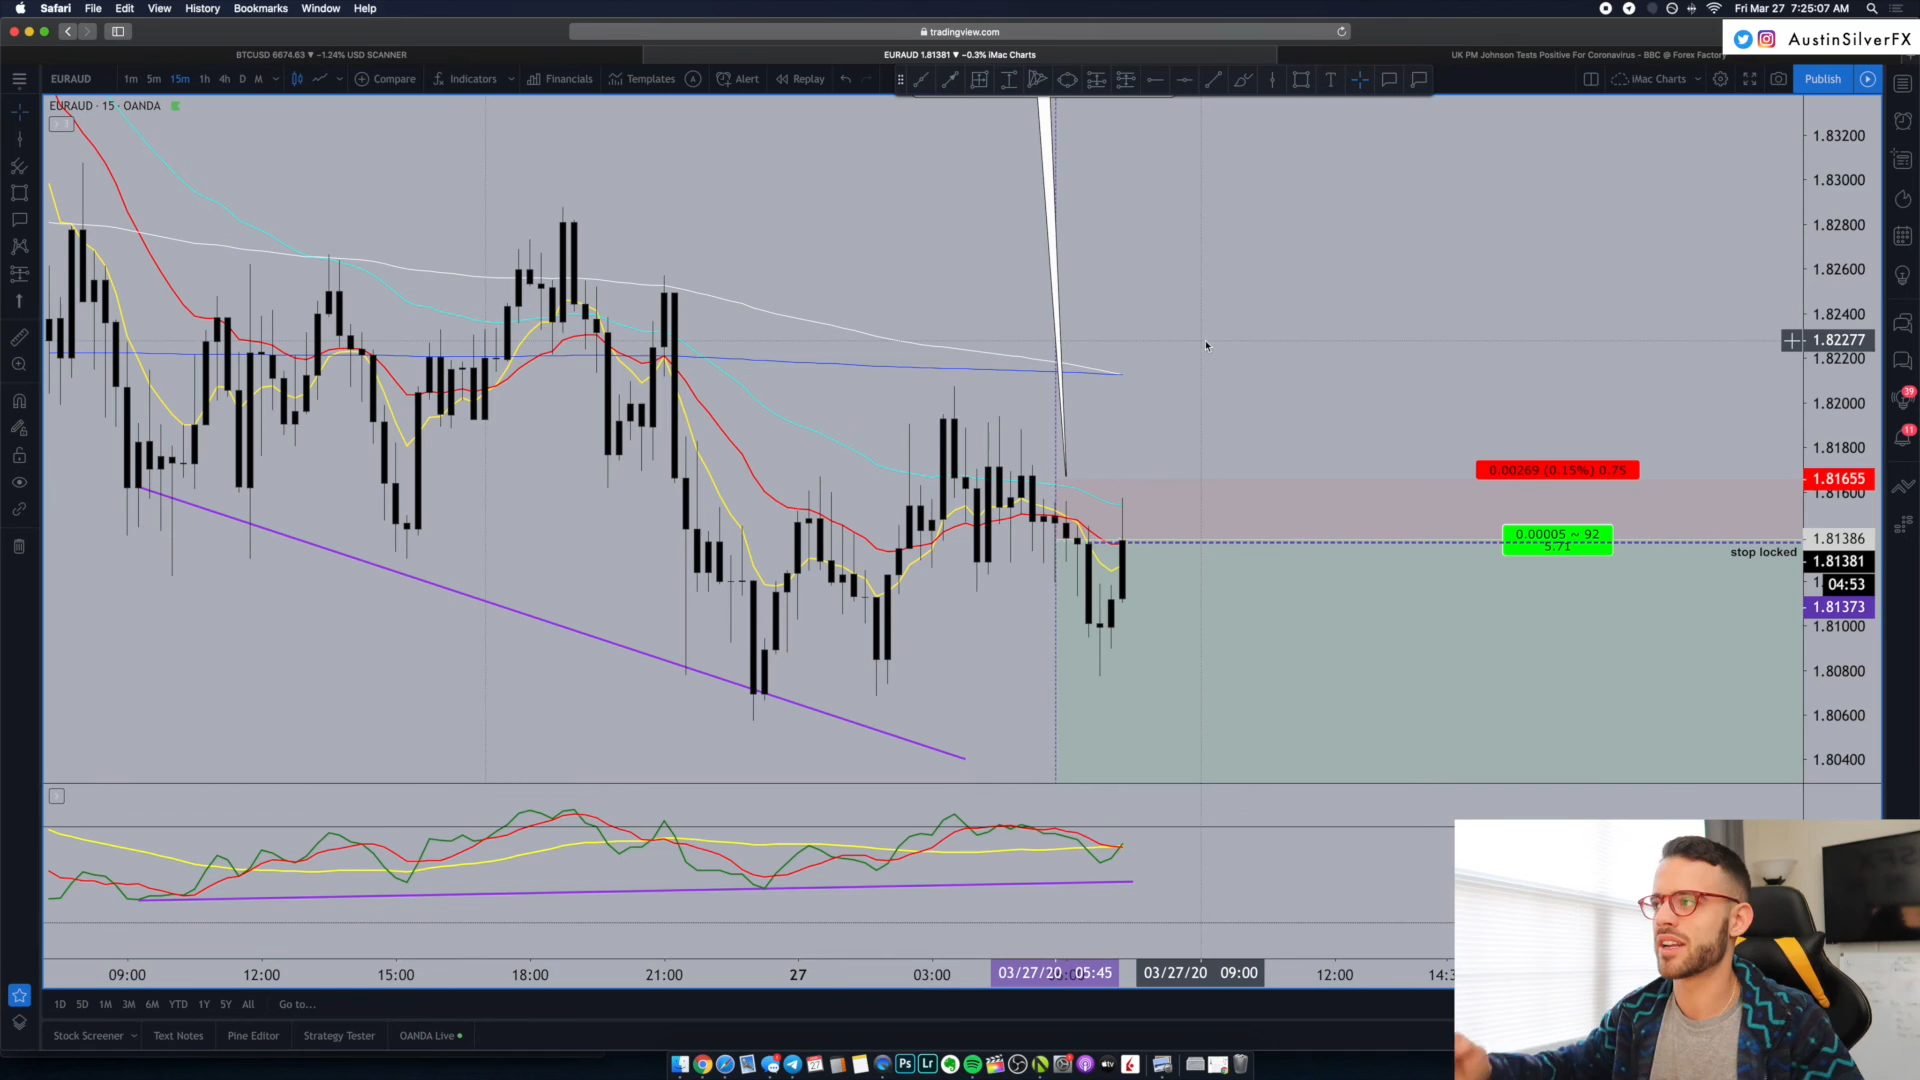 Safari File Edit View History Bookmarks Window Help
Fri Mar 27 7:25:07 AM
tradingview.com
AustinSilverFX
BTCUSD 6674.63 ▼ −1.24% USD SCANNER
EURAUD 1.81381 ▼ −0.3% iMac Charts
UK PM Johnson Tests Positive For Coronavirus - BBC @ Forex Factory
EURAUD 1m 5m 15m 1h 4h D M Compare Indicators Financials Templates Alert Replay
iMac Charts Publish
EURAUD · 15 · OANDA
1.83200
1.83000
1.82800
1.82600
1.82400
1.82277
1.82200
1.82000
1.81800
0.00269 (0.15%) 0.75
1.81655
1.81600
0.00005 ~ 92
5.71
1.81386
stop locked
1.81381
04:53
1.81373
1.81000
1.80800
1.80600
1.80400
39
11
09:00 12:00 15:00 18:00 21:00 27 03:00 03/27/20 05:45 03/27/20 09:00 12:00
1D 5D 1M 3M 6M YTD 1Y 5Y All Go to...
Stock Screener Text Notes Pine Editor Strategy Tester OANDA Live
Ps Lr tv